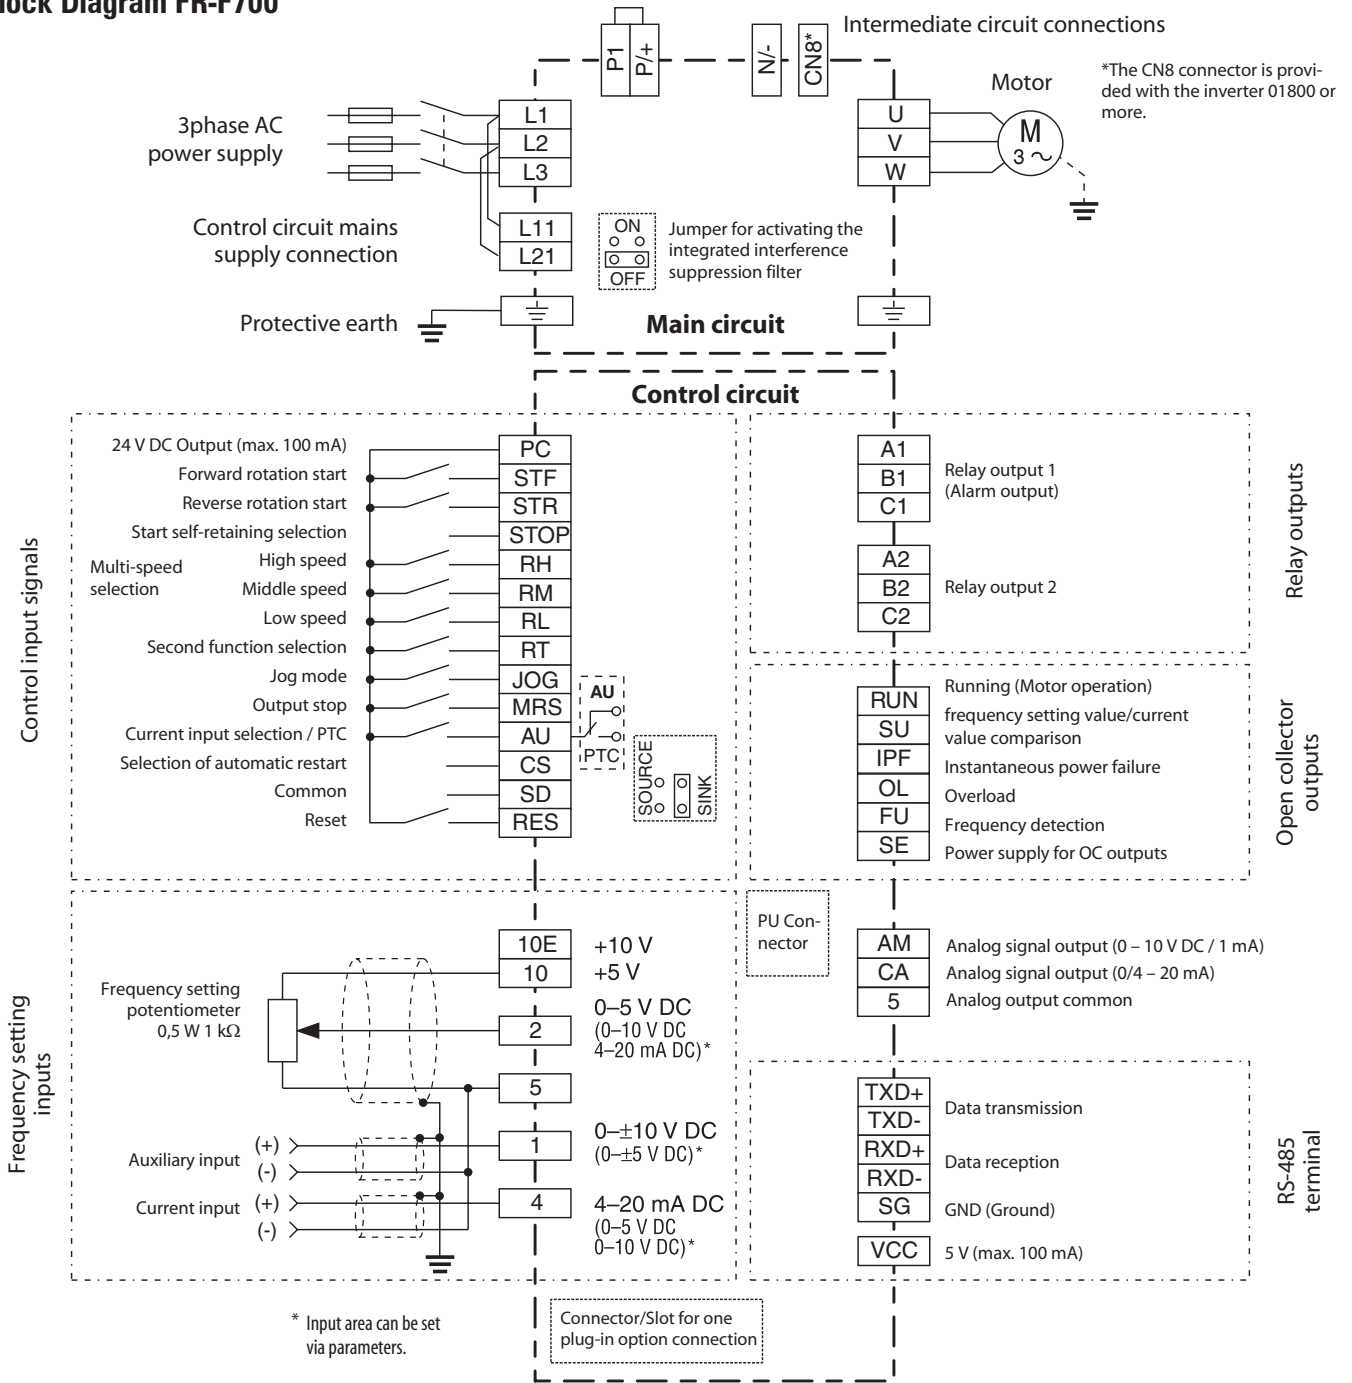 lock Diagram FR-F700
Intermediate circuit connections
P1
P/+
N/-
CN8*
*The CN8 connector is provi-
ded with the inverter 01800 or
more.
Motor
M
3 ~
3phase AC
power supply
L1
L2
L3
U
V
W
Control circuit mains
supply connection
L11
L21
ON
OFF
Jumper for activating the
integrated interference
suppression filter
Protective earth
Main circuit
Control circuit
Control input signals
24 V DC Output (max. 100 mA)
Forward rotation start
Reverse rotation start
Start self-retaining selection
Multi-speed
selection
High speed
Middle speed
Low speed
Second function selection
Jog mode
Output stop
Current input selection / PTC
Selection of automatic restart
Common
Reset
PC
STF
STR
STOP
RH
RM
RL
RT
JOG
MRS
AU
CS
SD
RES
AU
PTC
SOURCE
SINK
A1
B1
C1
Relay output 1
(Alarm output)
A2
B2
C2
Relay output 2
Relay outputs
RUN
SU
IPF
OL
FU
SE
Running (Motor operation)
frequency setting value/current
value comparison
Instantaneous power failure
Overload
Frequency detection
Power supply for OC outputs
Open collector
outputs
PU Con-
nector
AM
CA
5
Analog signal output (0 – 10 V DC / 1 mA)
Analog signal output (0/4 – 20 mA)
Analog output common
Frequency setting
inputs
Frequency setting
potentiometer
0,5 W 1 kΩ
10E
10
2
5
1
4
+10 V
+5 V
0–5 V DC
(0–10 V DC
4–20 mA DC)*
0–±10 V DC
(0–±5 V DC)*
4–20 mA DC
(0–5 V DC
0–10 V DC)*
Auxiliary input
(+)
(-)
Current input
(+)
(-)
TXD+
TXD-
RXD+
RXD-
SG
VCC
Data transmission
Data reception
GND (Ground)
5 V (max. 100 mA)
RS-485
terminal
* Input area can be set
via parameters.
Connector/Slot for one
plug-in option connection